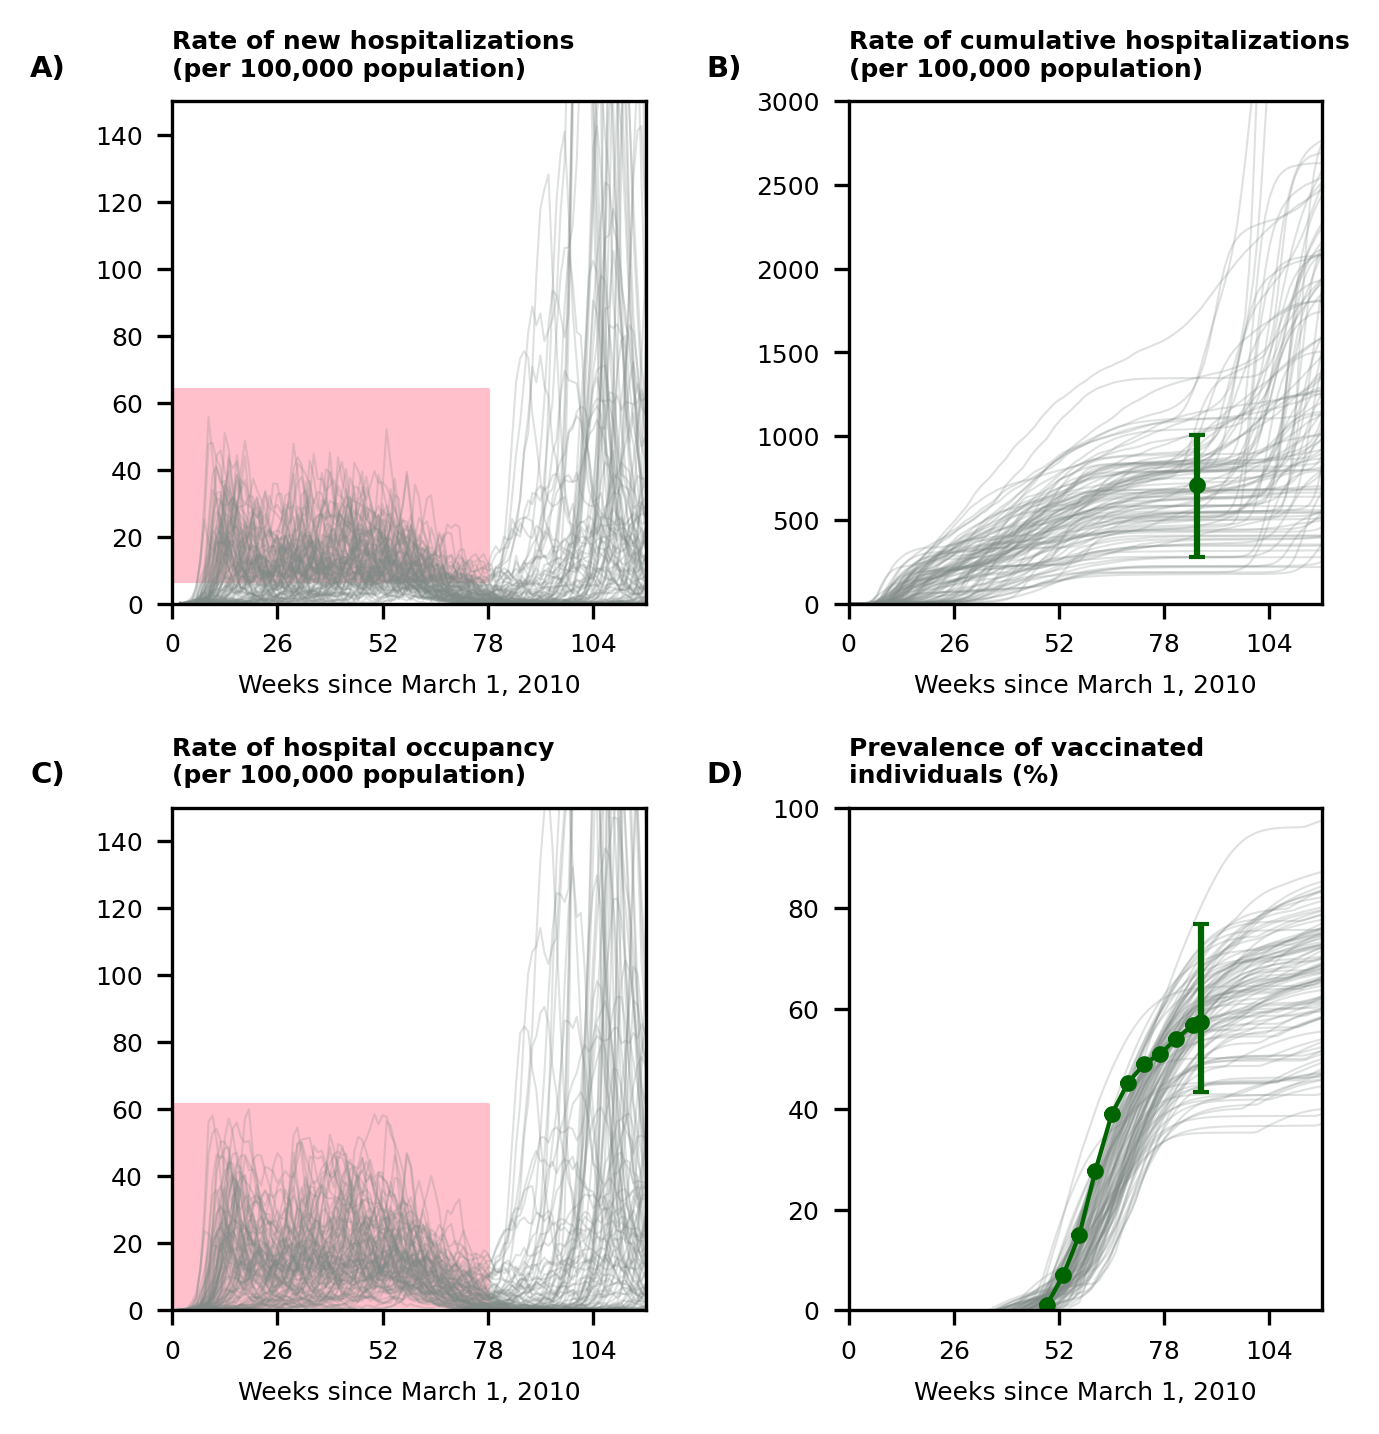 A)
Rate of new hospitalizations
(per 100,000 population)
140
120
100
80
60
40
20
0
0 26 52 78 104
Weeks since March 1, 2010
B)
Rate of cumulative hospitalizations
(per 100,000 population)
3000
2500
2000
1500
1000
500
0
0 26 52 78 104
Weeks since March 1, 2010
C)
Rate of hospital occupancy
(per 100,000 population)
140
120
100
80
60
40
20
0
0 26 52 78 104
Weeks since March 1, 2010
D)
Prevalence of vaccinated
individuals (%)
100
80
60
40
20
0
0 26 52 78 104
Weeks since March 1, 2010